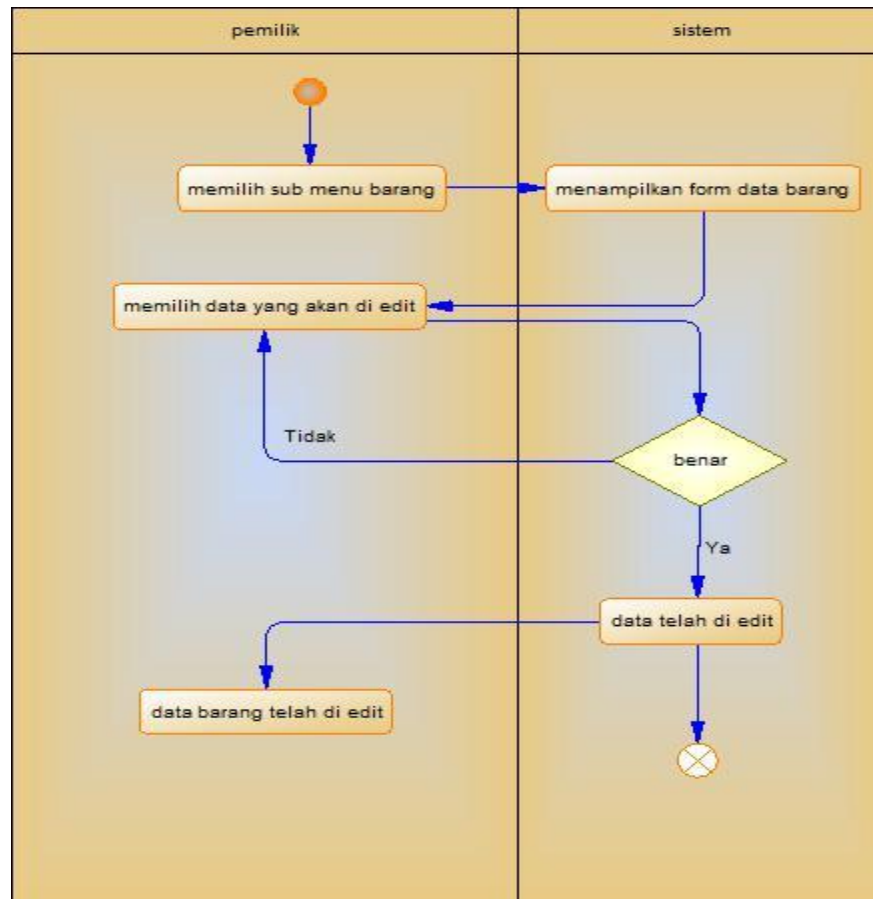 pemilik
sistem
memilih sub menu barang
menampilkan form data barang
memilih data yang akan di edit
Tidak
benar
Ya
data telah di edit
data barang telah di edit